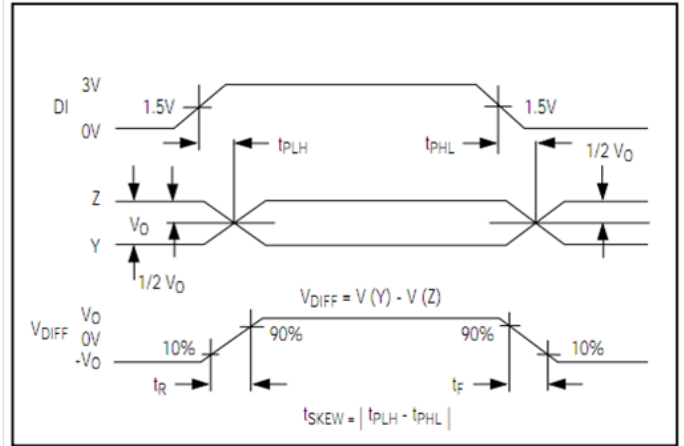 3V
DI 1.5V 1.5V
0V
tPLH tPHL 1/2 VO
Z
VO
Y
1/2 VO
VDIFF = V (Y) - V (Z)
VO
VDIFF 0V 90% 90%
-VO 10% 10%
tR tF
tSKEW = | tPLH - tPHL |